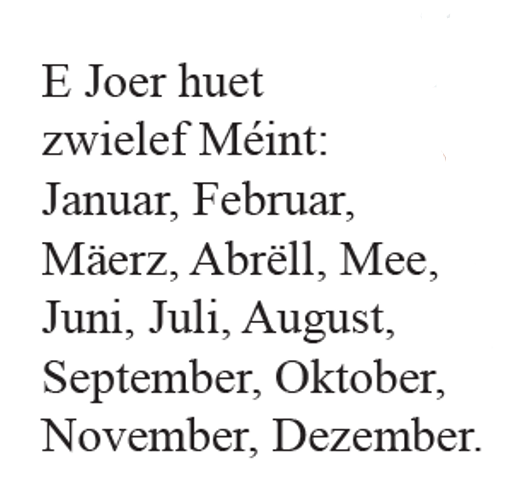 E Joer huet
zwielef Méint:
Januar, Februar,
Mäerz, Abrëll, Mee,
Juni, Juli, August,
September, Oktober,
November, Dezember.